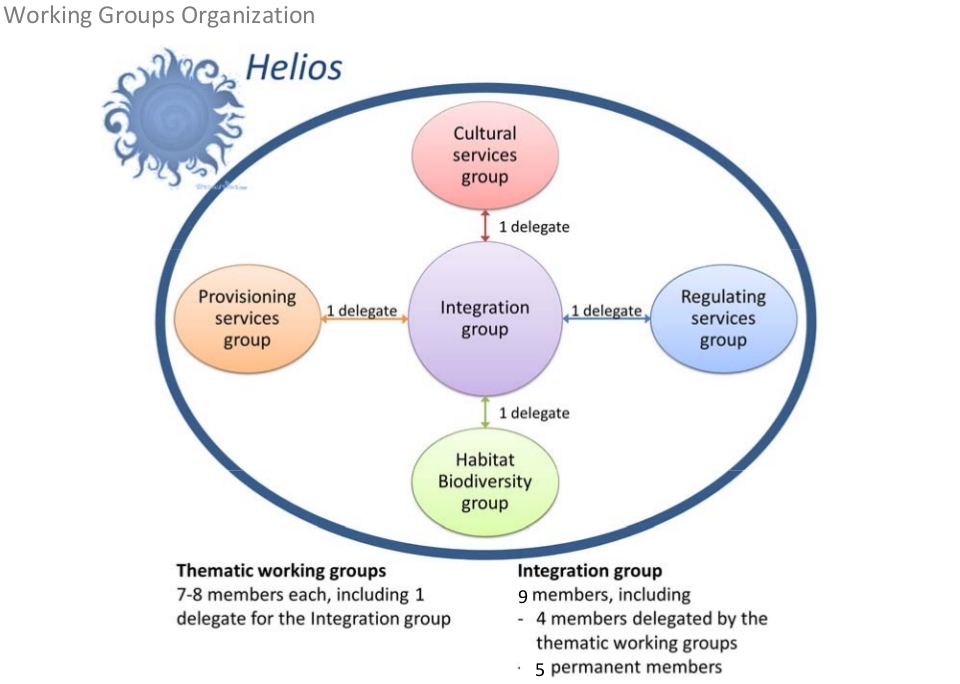 Working Groups Organization
Helios
Cultural
services
group
1 delegate
Provisioning
services
group
1 delegate
Integration
group
1 delegate
Regulating
services
group
1 delegate
Habitat
Biodiversity
group
Thematic working groups
7-8 members each, including 1
delegate for the Integration group
Integration group
9 members, including
- 4 members delegated by the
thematic working groups
· 5 permanent members